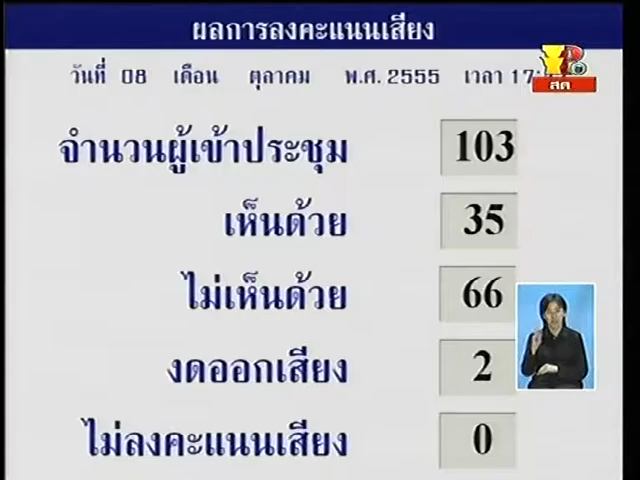 ผลการลงคะแนนเสียง
วันที่ 08 เดือน ตุลาคม พ.ศ. 2555 เวลา
สด
จำนวนผู้เข้าประชุม 103
เห็นด้วย 35
ไม่เห็นด้วย 66
งดออกเสียง 2
ไม่ลงคะแนนเสียง 0